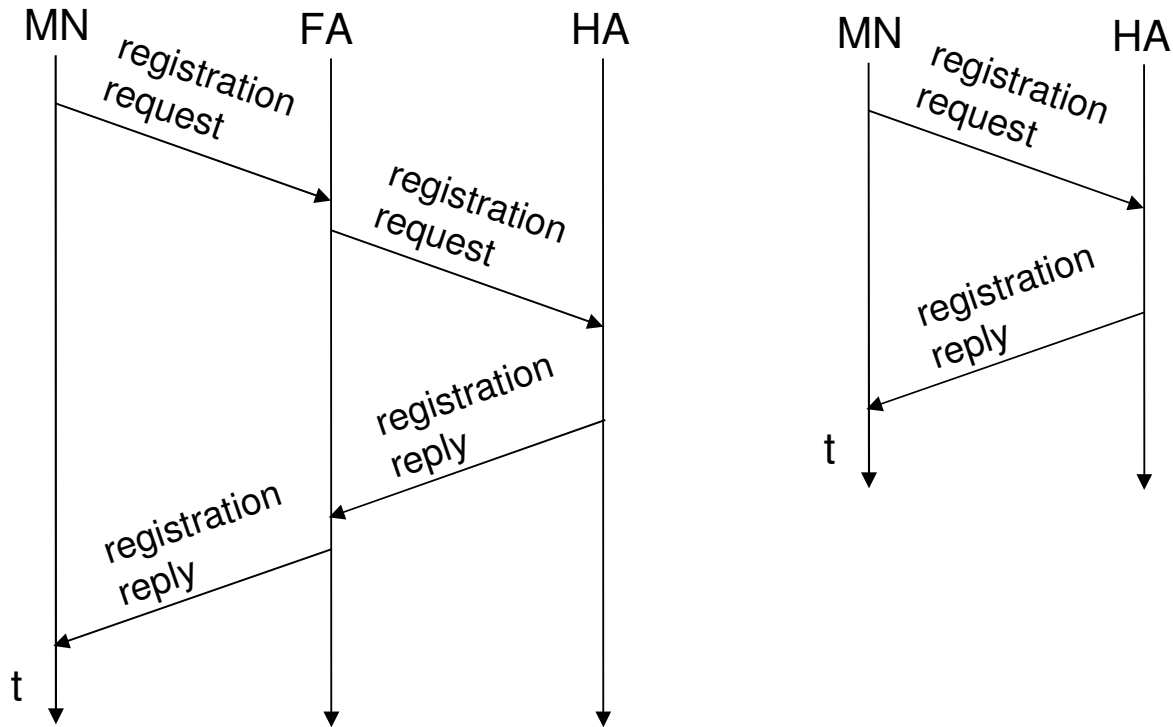 MN
FA
HA
registration
request
registration
request
registration
reply
registration
reply
t
MN
HA
registration
request
registration
reply
t